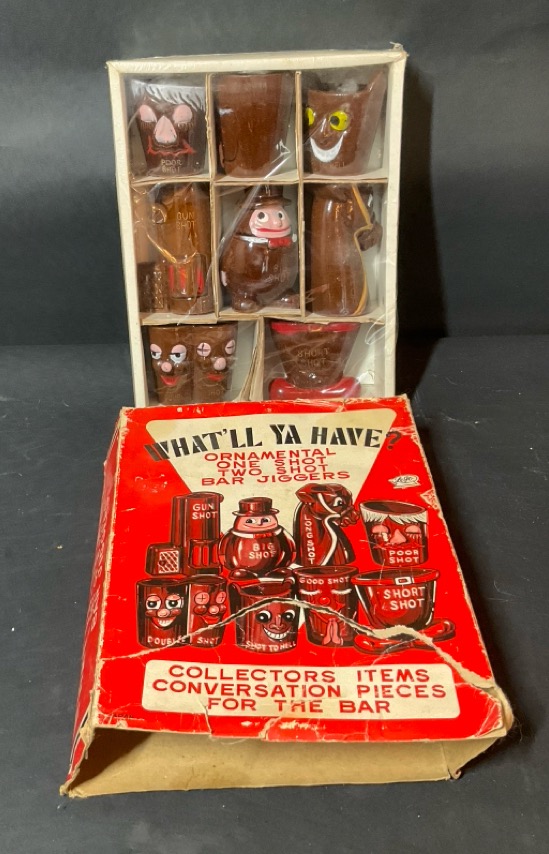 POOR
SHOT
GUN
SHOT
SHORT
SHOT
WHAT'LL YA HAVE?
ORNAMENTAL
ONE SHOT
TWO SHOT
BAR JIGGERS
GUN
SHOT
BIG
SHOT
LONG SHOT
POOR
SHOT
DOUBLE SHOT
SHOT TO HELL
GOOD SHOT
SHORT
SHOT
COLLECTORS ITEMS
CONVERSATION PIECES
FOR THE BAR